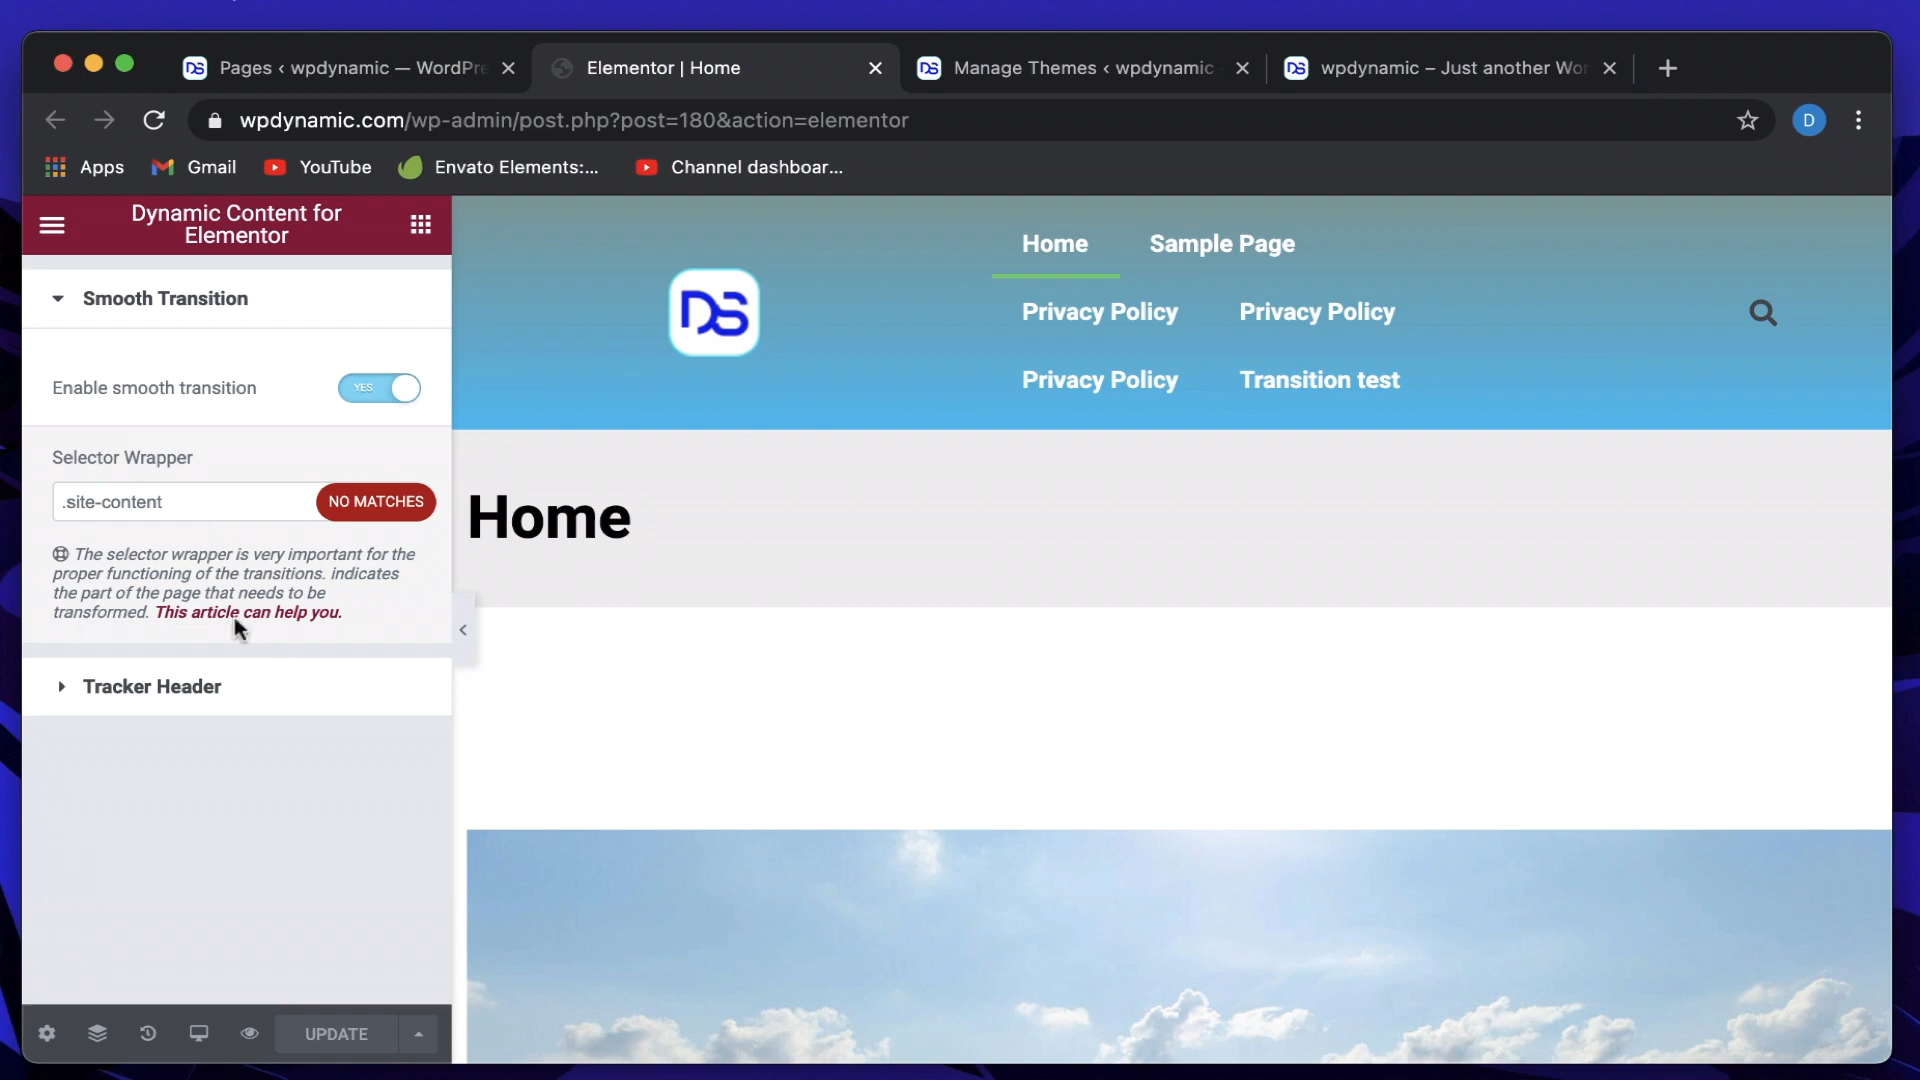 Pages < wpdynamic — WordPre
Elementor | Home
Manage Themes < wpdynamic
wpdynamic – Just another Wor
wpdynamic.com/wp-admin/post.php?post=180&action=elementor
D
Apps
Gmail
YouTube
Envato Elements:...
Channel dashboar...
Dynamic Content for
Elementor
Smooth Transition
Enable smooth transition
YES
Selector Wrapper
.site-content
NO MATCHES
The selector wrapper is very important for the
proper functioning of the transitions. indicates
the part of the page that needs to be
transformed. This article can help you.
Tracker Header
UPDATE
DS
Home
Sample Page
Privacy Policy
Privacy Policy
Privacy Policy
Transition test
Home